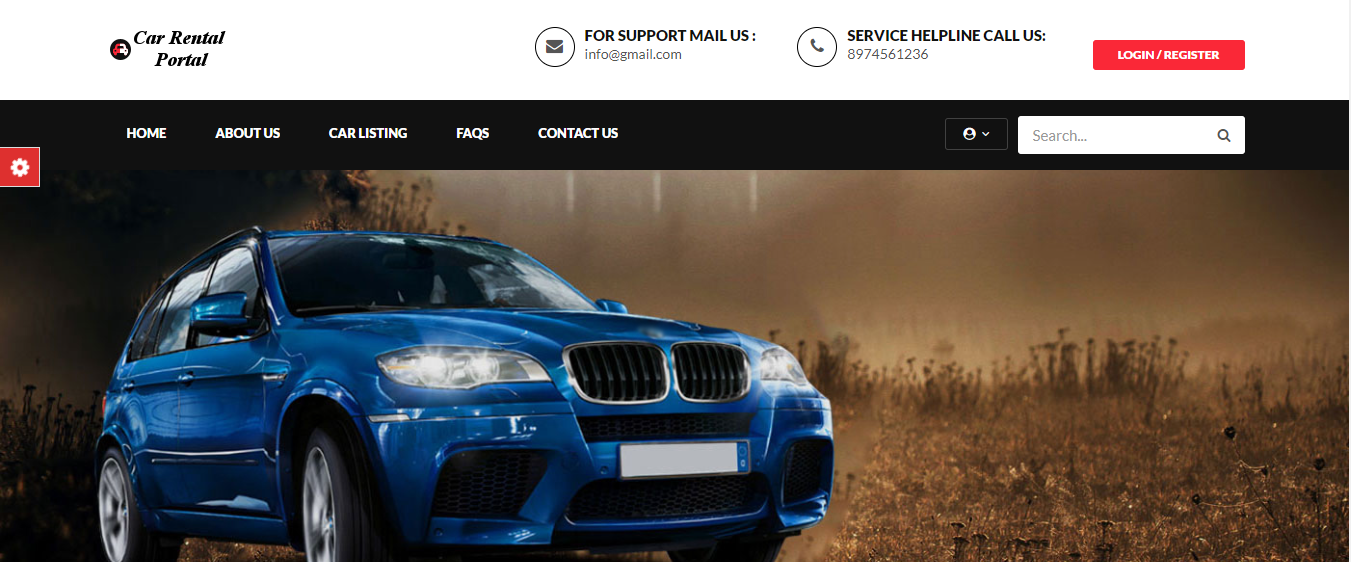 Car Rental
Portal
FOR SUPPORT MAIL US :
info@gmail.com
SERVICE HELPLINE CALL US:
8974561236
LOGIN / REGISTER
HOME ABOUT US CAR LISTING FAQS CONTACT US
Search...